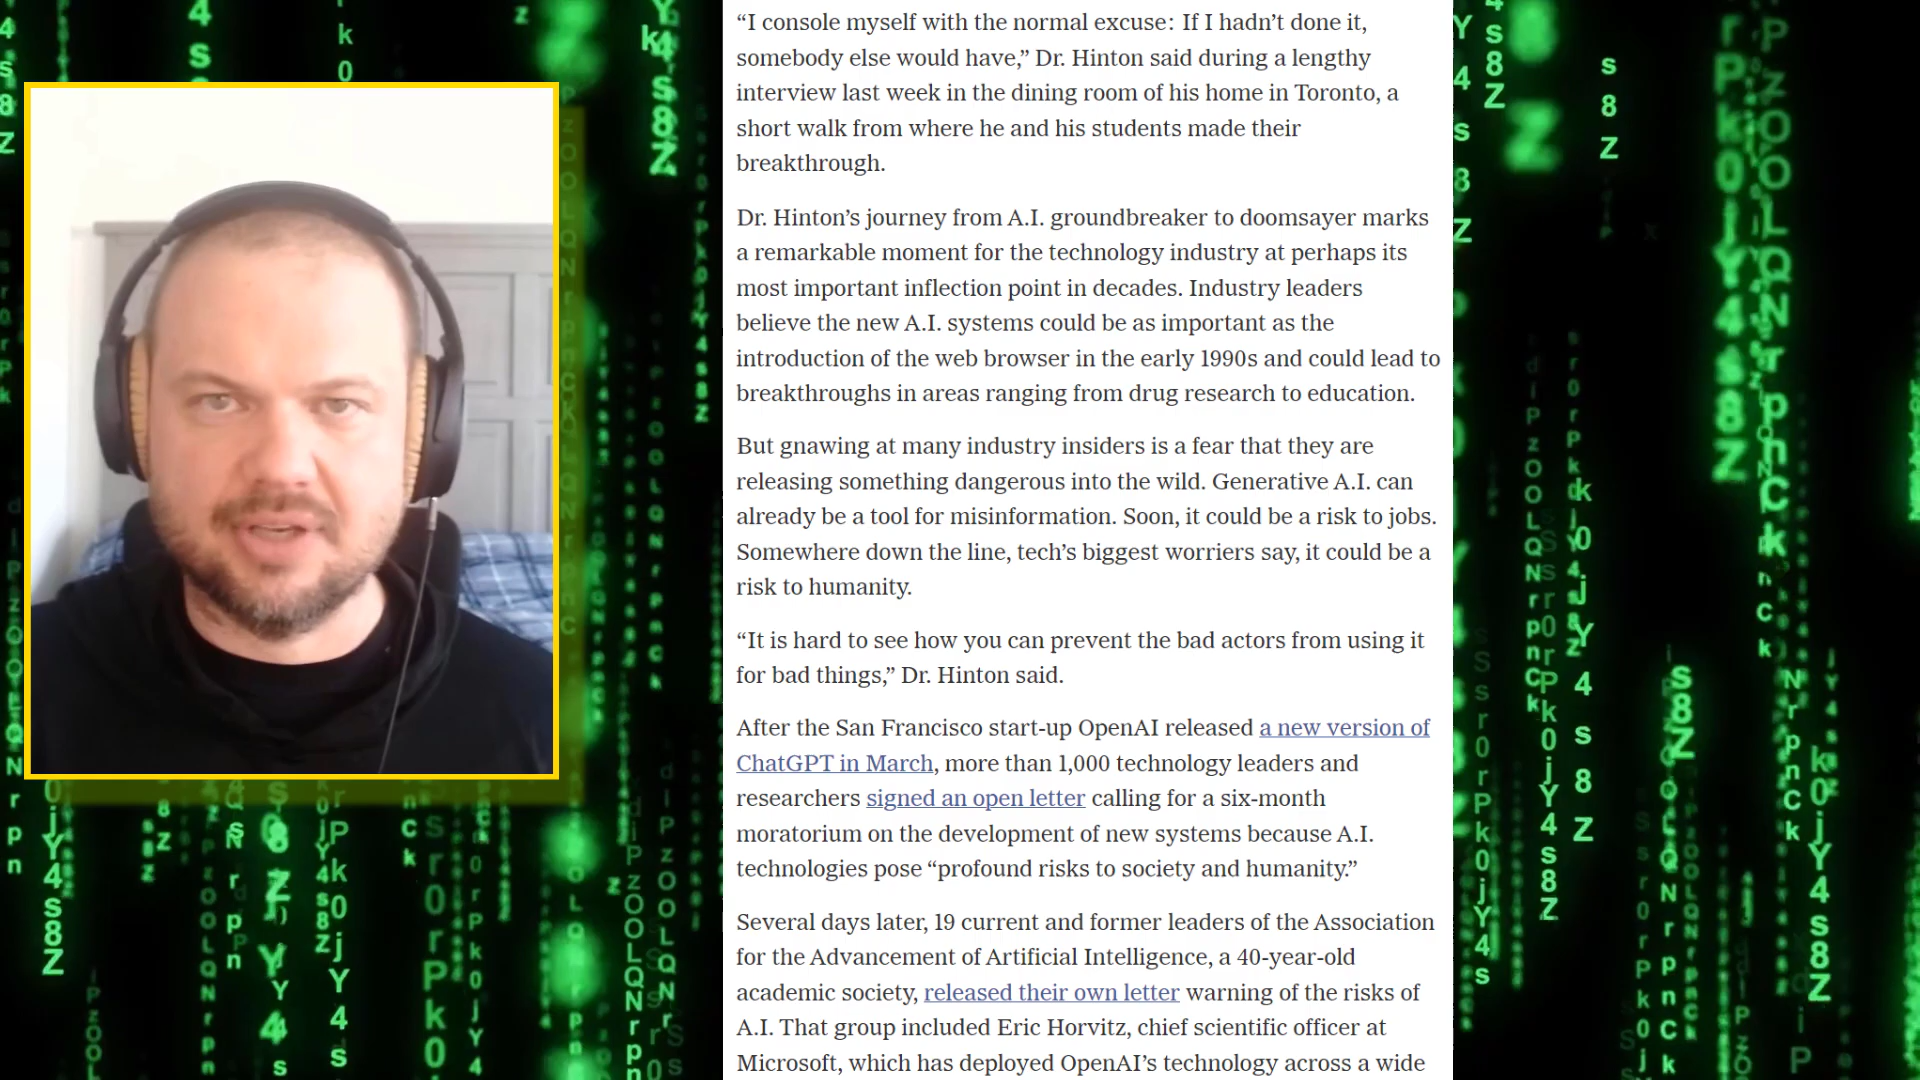 “I console myself with the normal excuse: If I hadn’t done it,
somebody else would have,” Dr. Hinton said during a lengthy
interview last week in the dining room of his home in Toronto, a
short walk from where he and his students made their
breakthrough.
Dr. Hinton’s journey from A.I. groundbreaker to doomsayer marks
a remarkable moment for the technology industry at perhaps its
most important inflection point in decades. Industry leaders
believe the new A.I. systems could be as important as the
introduction of the web browser in the early 1990s and could lead to
breakthroughs in areas ranging from drug research to education.
But gnawing at many industry insiders is a fear that they are
releasing something dangerous into the wild. Generative A.I. can
already be a tool for misinformation. Soon, it could be a risk to jobs.
Somewhere down the line, tech’s biggest worriers say, it could be a
risk to humanity.
“It is hard to see how you can prevent the bad actors from using it
for bad things,” Dr. Hinton said.
After the San Francisco start-up OpenAI released a new version of
ChatGPT in March, more than 1,000 technology leaders and
researchers signed an open letter calling for a six-month
moratorium on the development of new systems because A.I.
technologies pose “profound risks to society and humanity.”
Several days later, 19 current and former leaders of the Association
for the Advancement of Artificial Intelligence, a 40-year-old
academic society, released their own letter warning of the risks of
A.I. That group included Eric Horvitz, chief scientific officer at
Microsoft, which has deployed OpenAI’s technology across a wide